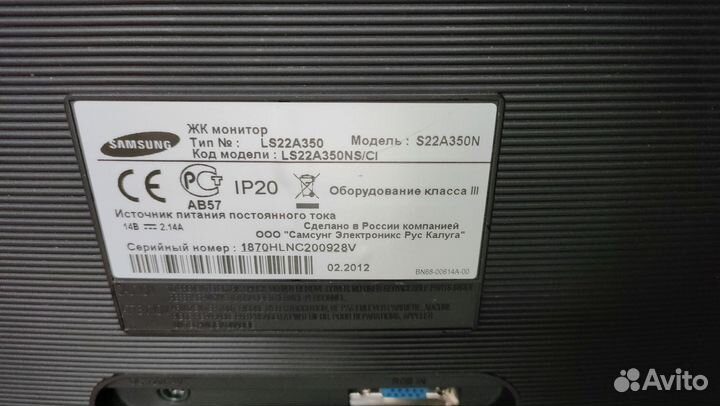 SAMSUNG
ЖК монитор
Тип № : LS22A350 Модель : S22A350N
Код модели : LS22A350NS/CI
CE PCT AB57 IP20 Оборудование класса III
Источник питания постоянного тока
14В 2.14A
Сделано в России компанией
ООО "Самсунг Электроникс Рус Калуга"
Серийный номер : 1870HLNC200928V
02.2012
BN68-00614A-00
Avito